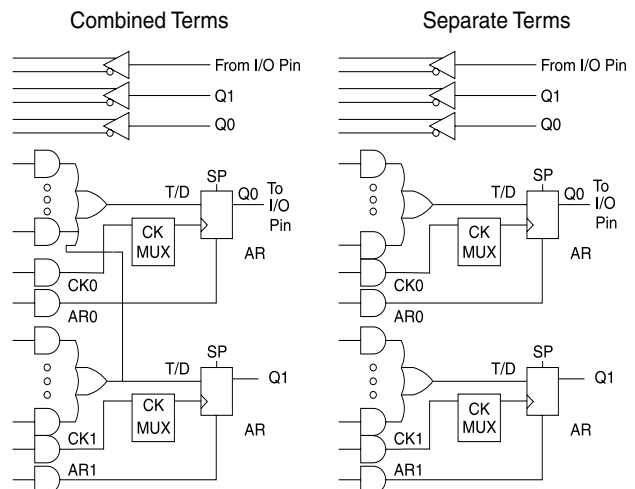 Combined Terms
From I/O Pin
Q1
Q0
SP
T/D
Q0
To
I/O
Pin
CK
MUX
AR
CK0
AR0
SP
T/D
Q1
CK
MUX
AR
CK1
AR1
Separate Terms
From I/O Pin
Q1
Q0
SP
T/D
Q0
To
I/O
Pin
CK
MUX
AR
CK0
AR0
SP
T/D
Q1
CK
MUX
AR
CK1
AR1